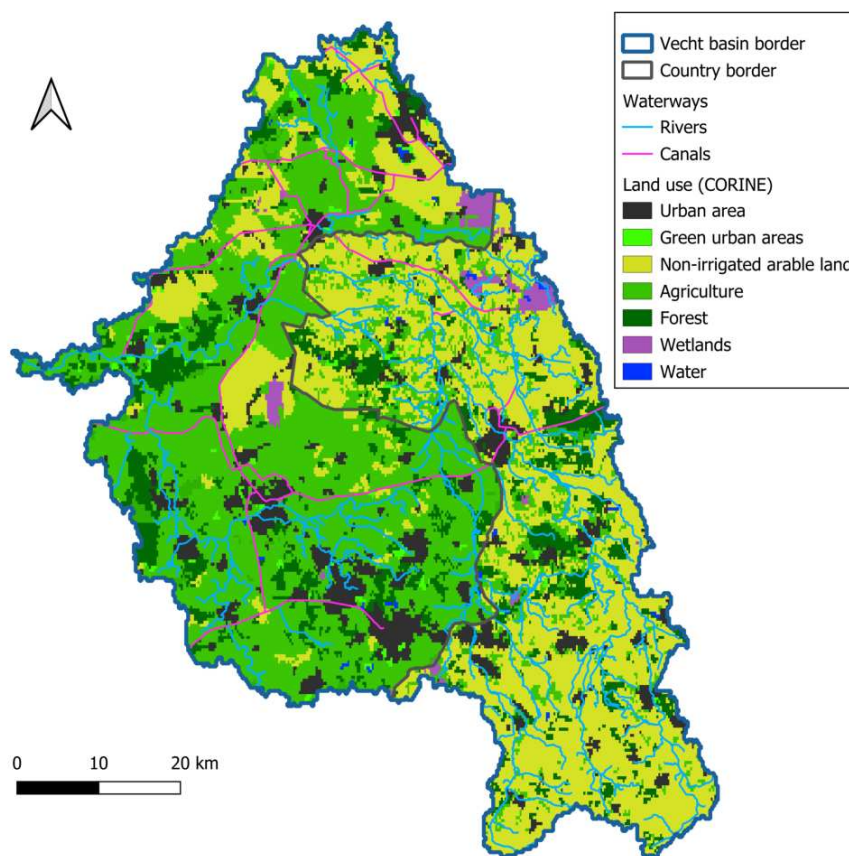 Vecht basin border
Country border
Waterways
Rivers
Canals
Land use (CORINE)
Urban area
Green urban areas
Non-irrigated arable land
Agriculture
Forest
Wetlands
Water
0 10 20 km